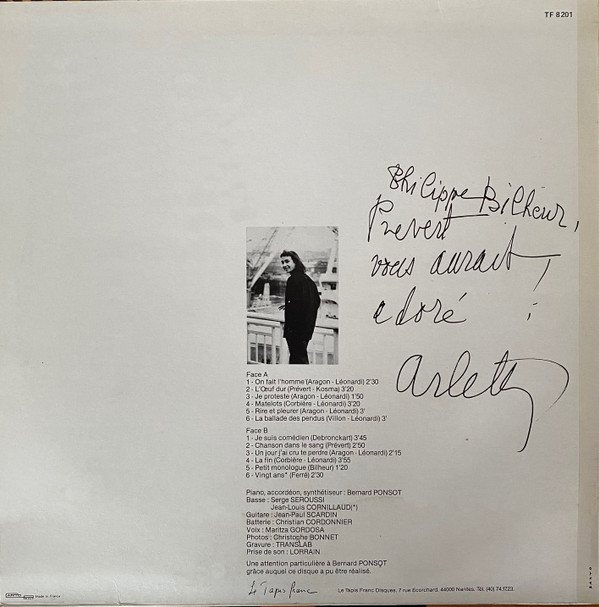 TF 8201
Philippe Bilheur,
Prévert
vous aurait
adoré !
Arletty
Face A
1 - On fait l'homme (Aragon - Léonardi) 2'30
2 - L'Œuf dur (Prévert - Kosma) 3'20
3 - Je proteste (Aragon - Léonardi) 1'50
4 - Matelots (Corbière - Léonardi) 3'20
5 - Rire et pleurer (Aragon - Léonardi) 3'
6 - La ballade des pendus (Villon - Léonardi) 3'
Face B
1 - Je suis comédien (Debronckart) 3'45
2 - Chanson dans le sang (Prévert) 2'50
3 - Un jour j'ai cru te perdre (Aragon - Léonardi) 2'15
4 - La fin (Corbière - Léonardi) 3'55
5 - Petit monologue (Bilheur) 1'20
6 - Vingt ans* (Ferré) 2'30
Piano, accordéon, synthétiseur : Bernard PONSOT
Basse : Serge SEROUSSI
Jean-Louis CORNILLAUD(*)
Guitare : Jean-Paul SCARDIN
Batterie : Christian CORDONNIER
Voix : Maritza GORDOSA
Photos : Christophe BONNET
Gravure : TRANSLAB
Prise de son : LORRAIN
Une attention particulière à Bernard PONSOT
grâce auquel ce disque a pu être réalisé.
Le Tapis franc
Le Tapis Franc Disques, 7 rue Ecorchard, 44000 Nantes. Tél. (40) 74.12.23.
Made in France